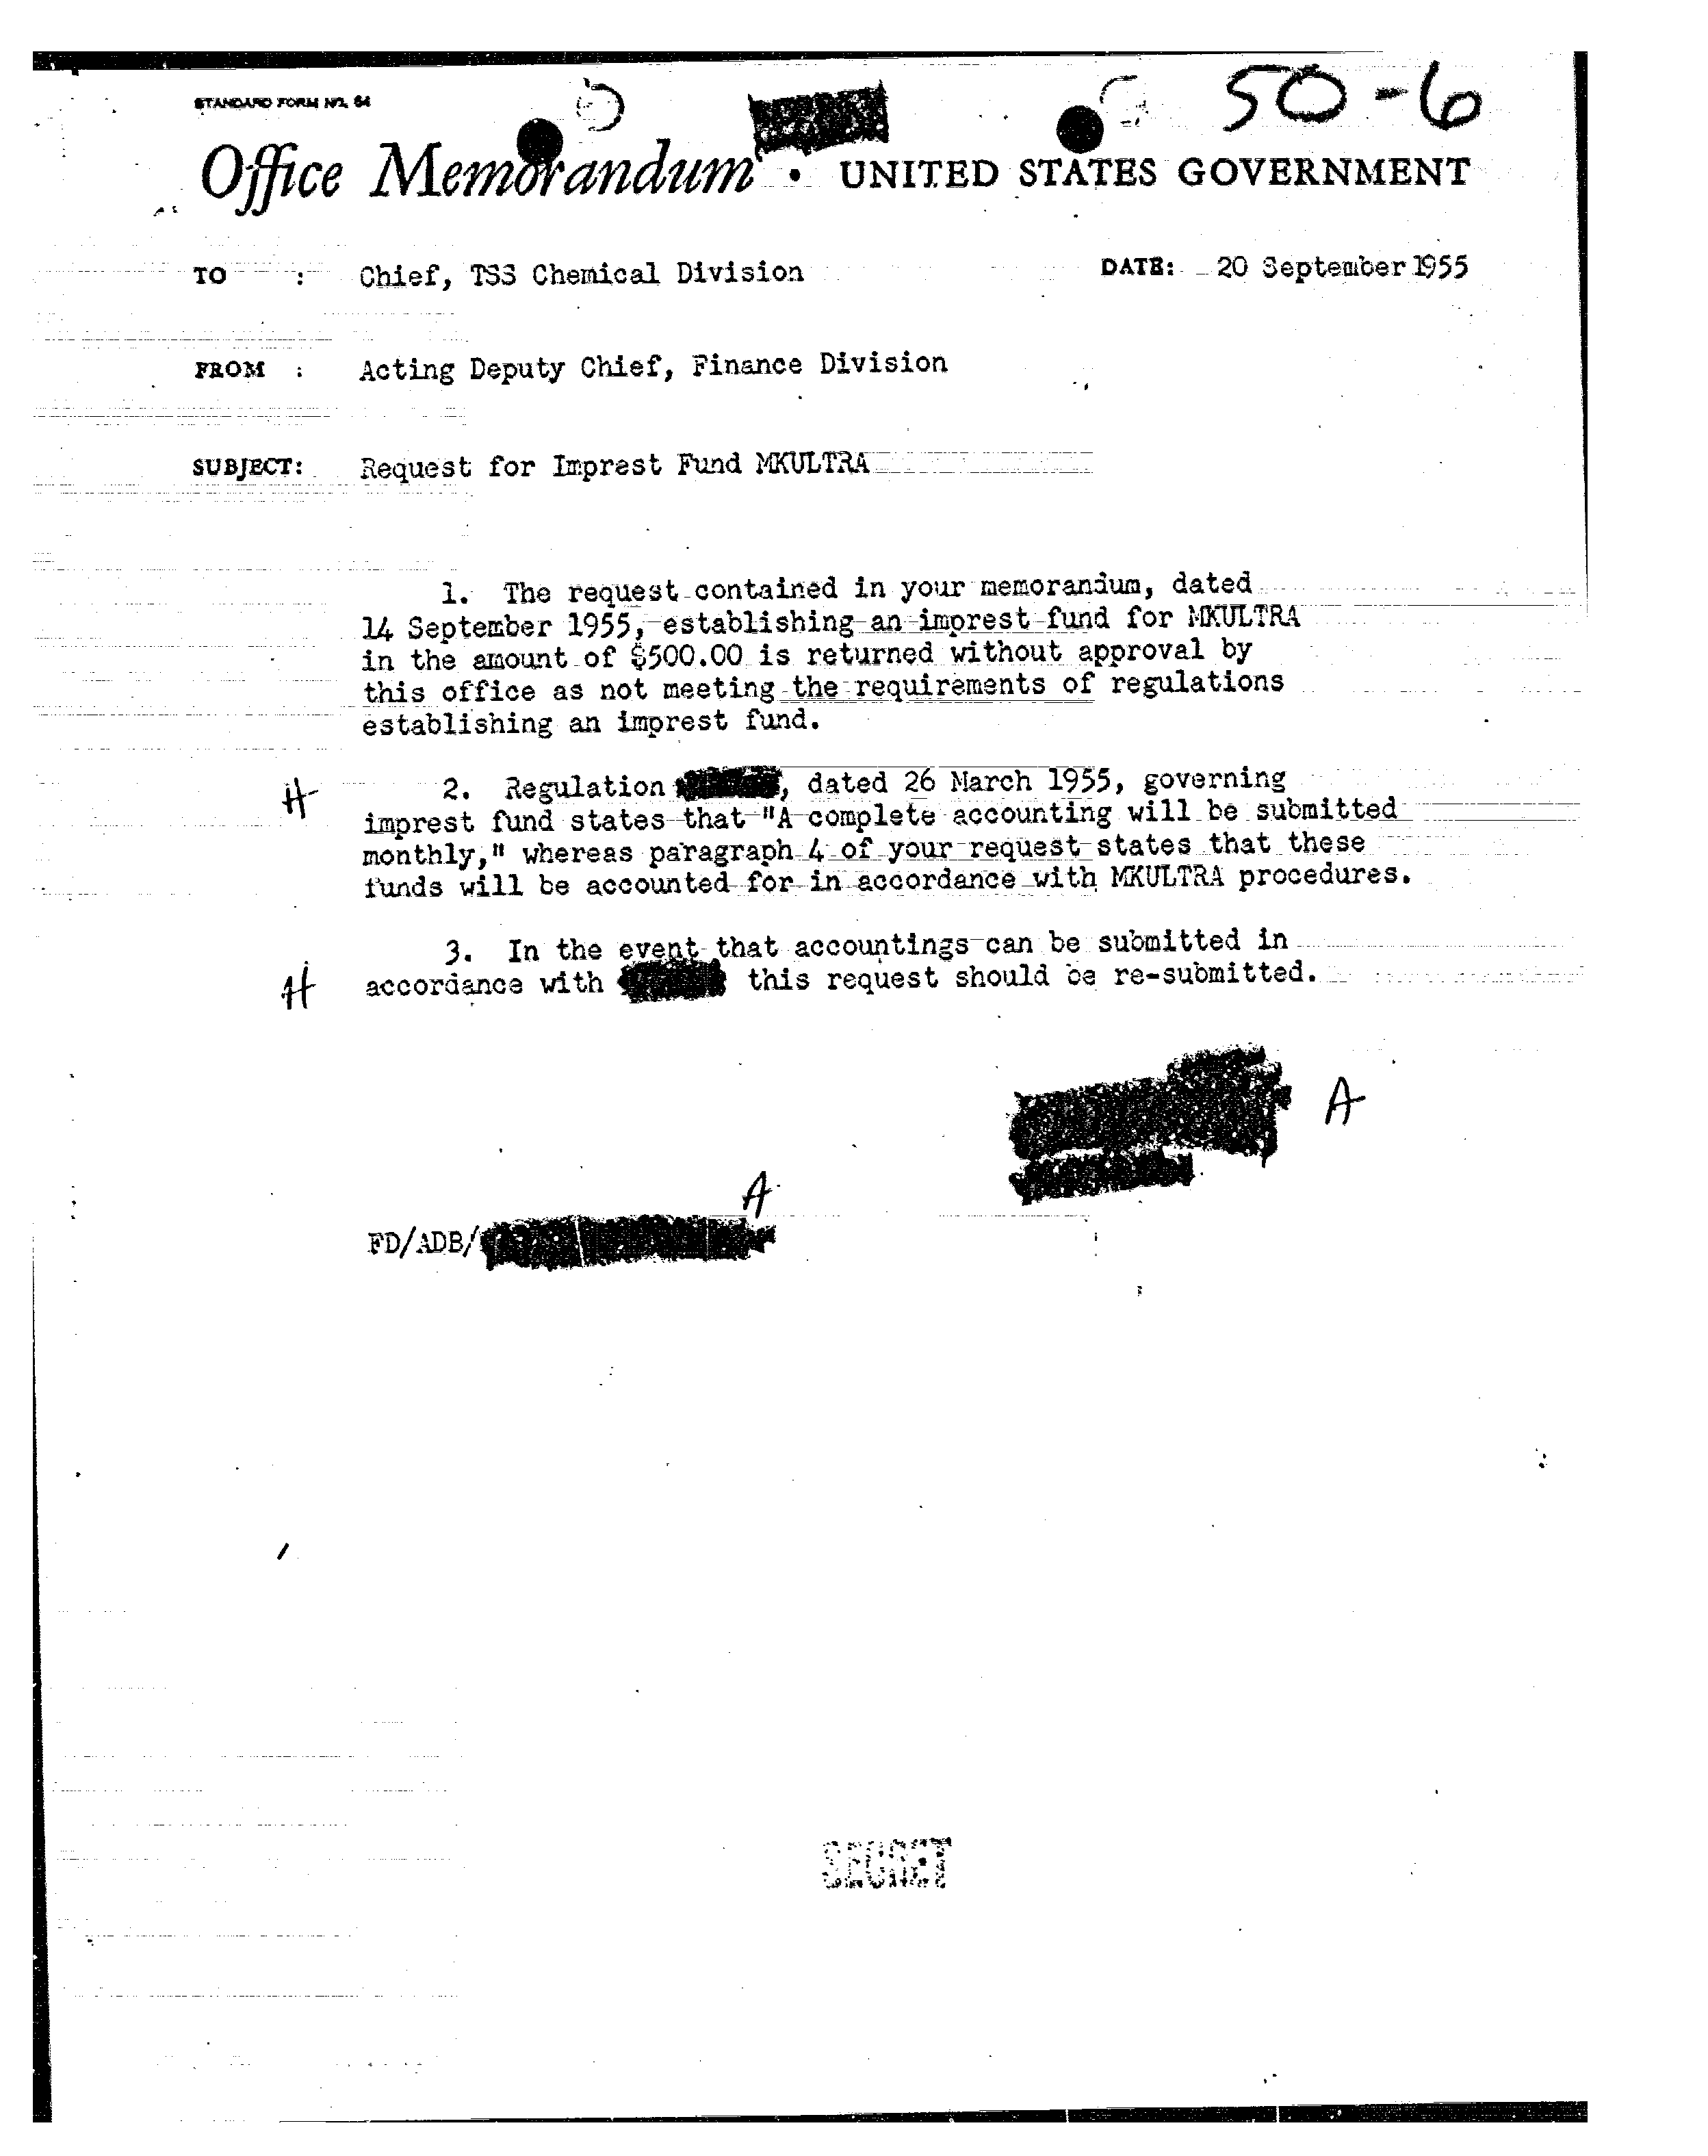 50-6
STANDARD FORM NO. 64
Office Memorandum • UNITED STATES GOVERNMENT
TO : Chief, TSS Chemical Division DATE: 20 September 1955
FROM : Acting Deputy Chief, Finance Division
SUBJECT: Request for Imprest Fund MKULTRA
1. The request contained in your memorandum, dated
14 September 1955, establishing an imprest fund for MKULTRA
in the amount of $500.00 is returned without approval by
this office as not meeting the requirements of regulations
establishing an imprest fund.
H 2. Regulation , dated 26 March 1955, governing
imprest fund states that "A complete accounting will be submitted
monthly," whereas paragraph 4 of your request states that these
funds will be accounted for in accordance with MKULTRA procedures.
3. In the event that accountings can be submitted in
H accordance with this request should be re-submitted.
A
A
FD/ADB/
SECRET